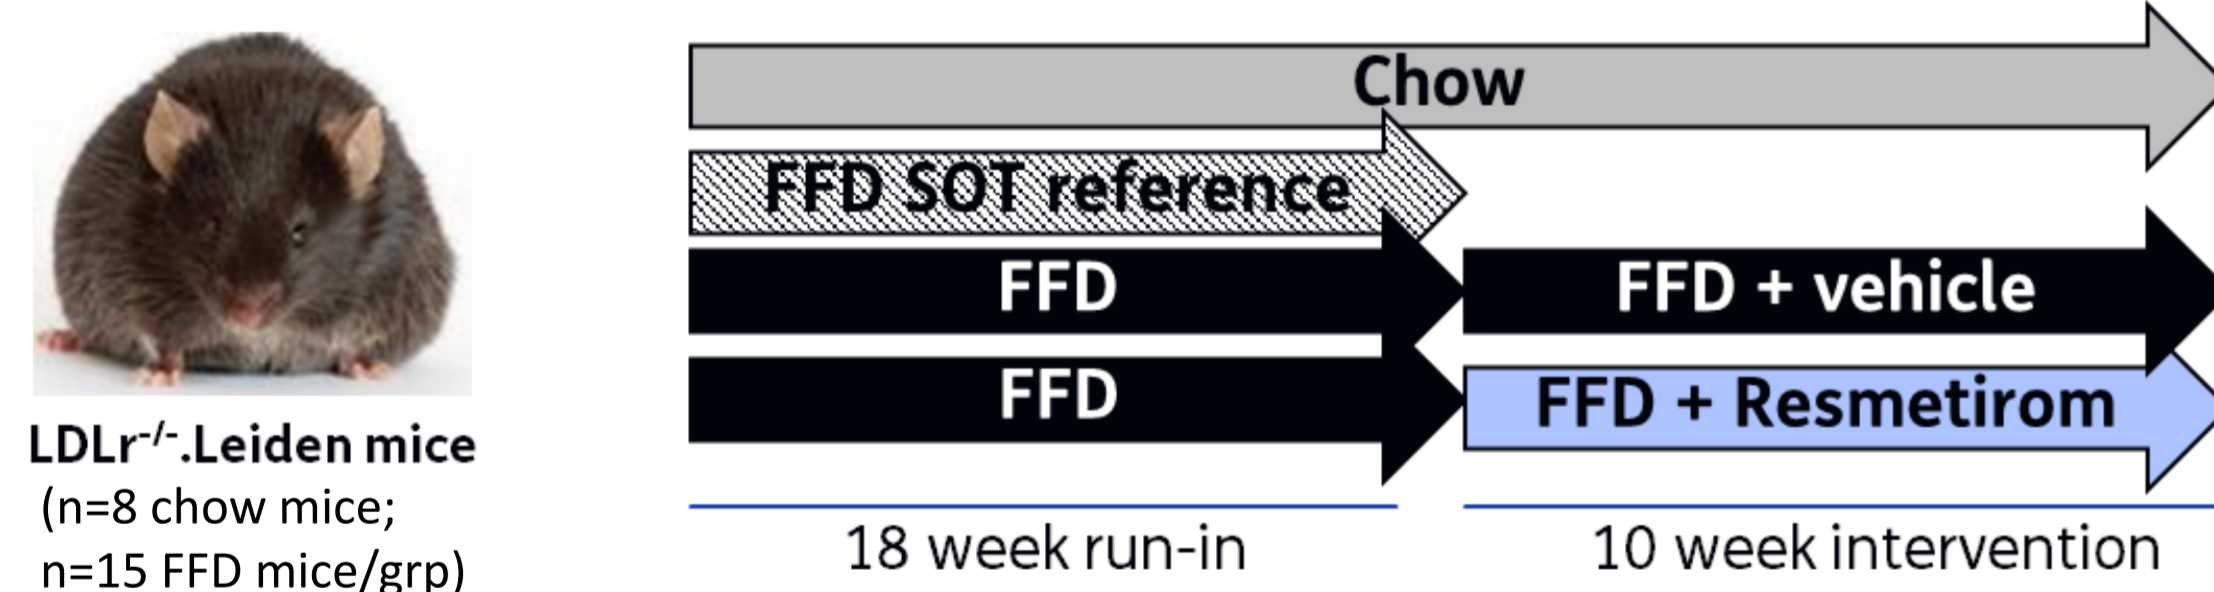 Chow
FFD SOT reference
FFD
FFD + vehicle
FFD
FFD + Resmetirom
LDLr-/-.Leiden mice
(n=8 chow mice;
n=15 FFD mice/grp)
18 week run-in
10 week intervention